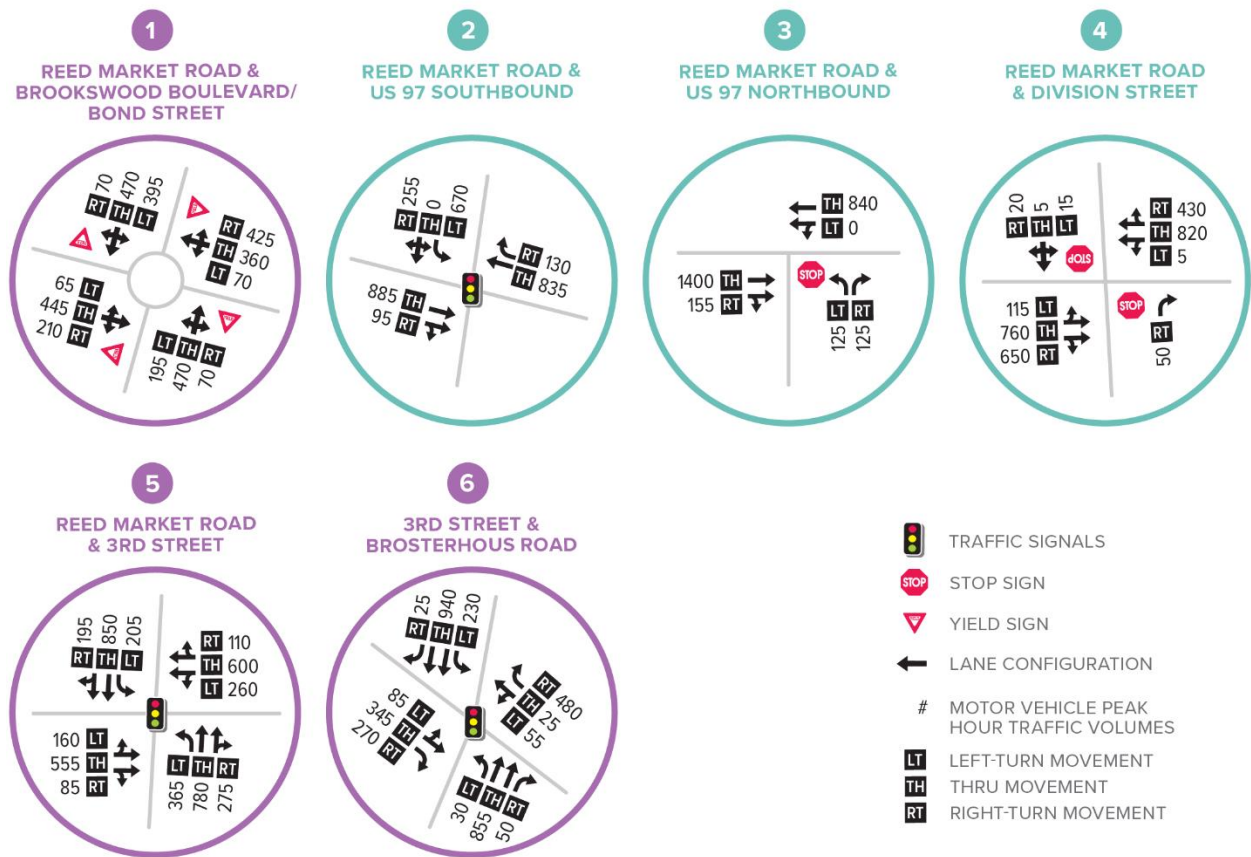 1
REED MARKET ROAD &
BROOKSWOOD BOULEVARD/
BOND STREET
RT 70
TH 470
LT 395
RT 425
TH 360
LT 70
65 LT
445 TH
210 RT
LT 195
TH 470
RT 70
2
REED MARKET ROAD &
US 97 SOUTHBOUND
RT 255
TH 0
LT 670
RT 130
TH 835
885 TH
95 RT
3
REED MARKET ROAD &
US 97 NORTHBOUND
TH 840
LT 0
1400 TH
155 RT
STOP
LT 125
RT 125
4
REED MARKET ROAD
& DIVISION STREET
RT 20
TH 5
LT 15
STOP
RT 430
TH 820
LT 5
115 LT
760 TH
650 RT
STOP
RT 50
5
REED MARKET ROAD
& 3RD STREET
RT 195
TH 850
LT 205
RT 110
TH 600
LT 260
160 LT
555 TH
85 RT
LT 365
TH 780
RT 275
6
3RD STREET &
BROSTERHOUS ROAD
RT 25
TH 940
LT 230
RT 480
TH 25
LT 55
85 LT
345 TH
270 RT
LT 30
TH 855
RT 50
TRAFFIC SIGNALS
STOP
STOP SIGN
YIELD SIGN
LANE CONFIGURATION
# MOTOR VEHICLE PEAK
HOUR TRAFFIC VOLUMES
LT LEFT-TURN MOVEMENT
TH THRU MOVEMENT
RT RIGHT-TURN MOVEMENT